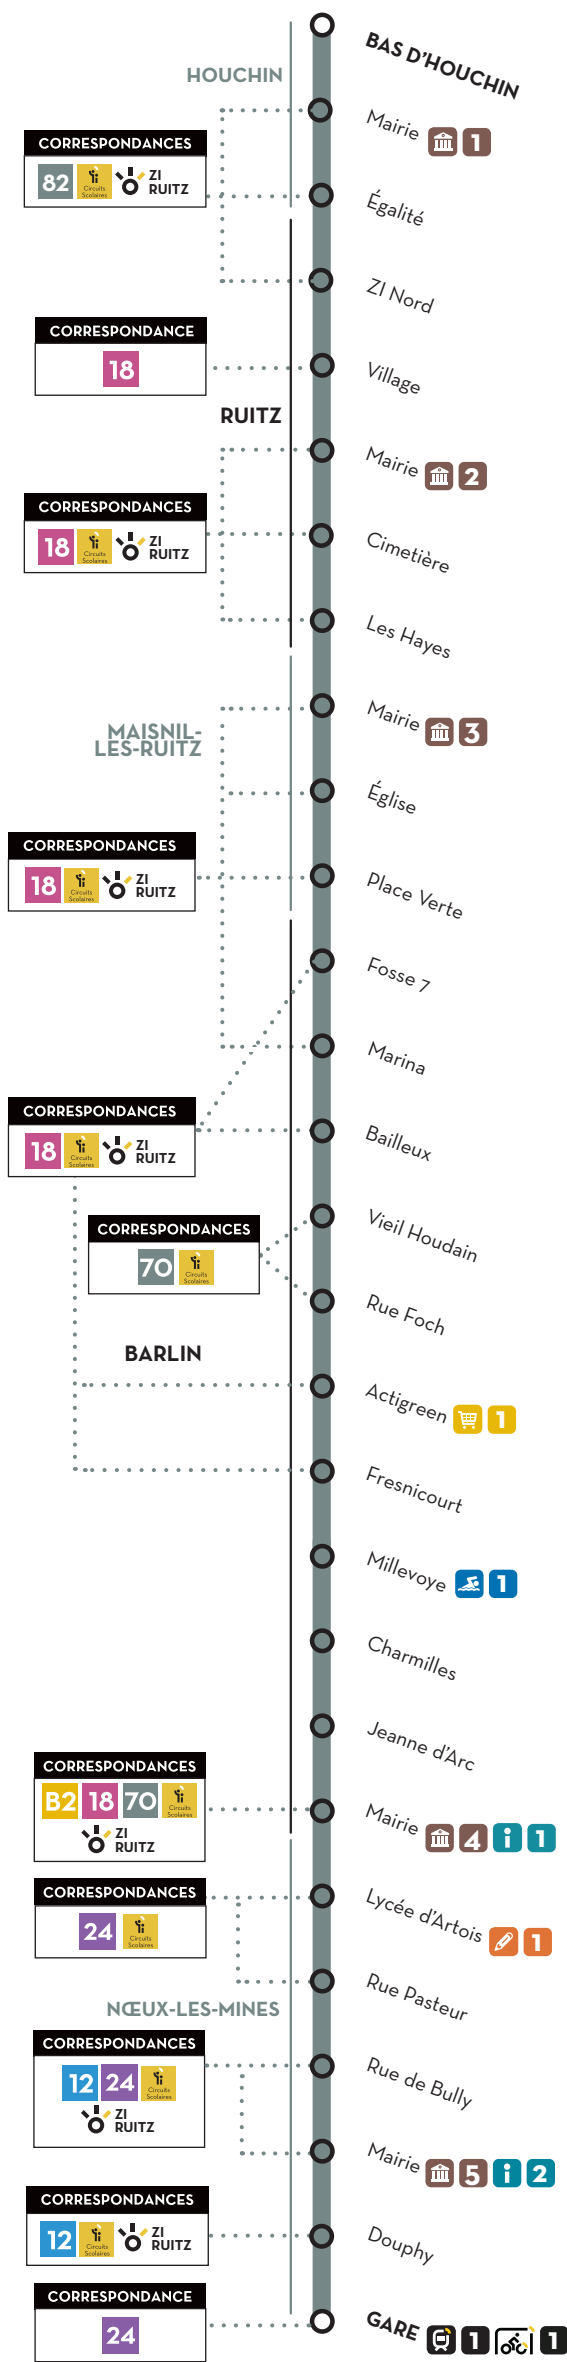 BAS D'HOUCHIN
HOUCHIN
Mairie 1
CORRESPONDANCES
82 Circuits Scolaires ZI RUITZ
Égalité
ZI Nord
CORRESPONDANCE
18
Village
RUITZ
Mairie 2
CORRESPONDANCES
18 Circuits Scolaires ZI RUITZ
Cimetière
Les Hayes
Mairie 3
MAISNIL-
LES-RUITZ
Église
CORRESPONDANCES
18 Circuits Scolaires ZI RUITZ
Place Verte
Fosse 7
Marina
CORRESPONDANCES
18 Circuits Scolaires ZI RUITZ
Bailleux
Vieil Houdain
CORRESPONDANCES
70 Circuits Scolaires
Rue Foch
BARLIN
Actigreen 1
Fresnicourt
Millevoye 1
Charmilles
Jeanne d'Arc
CORRESPONDANCES
B2 18 70 Circuits Scolaires
ZI RUITZ
Mairie 4 i 1
CORRESPONDANCES
24 Circuits Scolaires
Lycée d'Artois 1
Rue Pasteur
NŒUX-LES-MINES
CORRESPONDANCES
12 24 Circuits Scolaires
ZI RUITZ
Rue de Bully
Mairie 5 i 2
CORRESPONDANCES
12 Circuits Scolaires ZI RUITZ
Douphy
CORRESPONDANCE
24
GARE 1 1